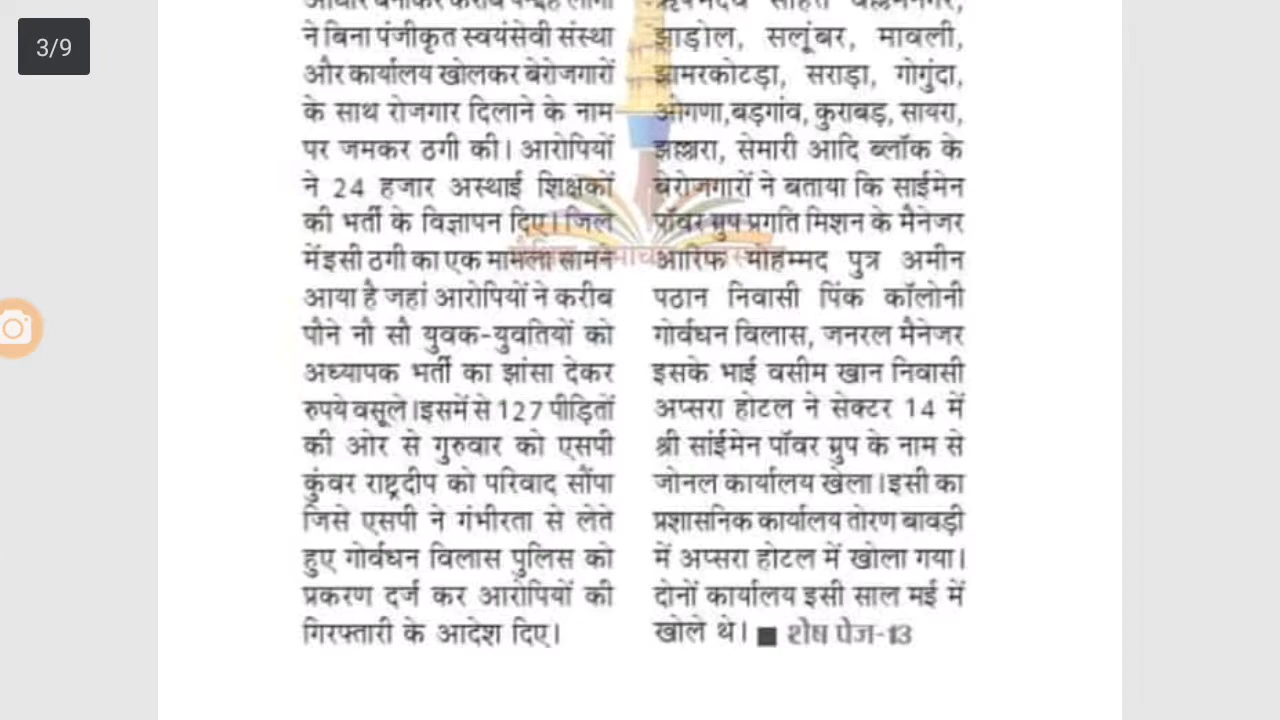 3/9
ने बिना पंजीकृत स्वयंसेवी संस्था
और कार्यालय खोलकर बेरोजगारों
के साथ रोजगार दिलाने के नाम
पर जमकर ठगी की। आरोपियों
ने 24 हजार अस्थाई शिक्षकों
की भर्ती के विज्ञापन दिए। जिले
में इसी ठगी का एक मामला सामने
आया है जहां आरोपियों ने करीब
पौने नौ सौ युवक-युवतियों को
अध्यापक भर्ती का झांसा देकर
रुपये वसूले।इसमें से 127 पीड़ितों
की ओर से गुरुवार को एसपी
कुंवर राष्ट्रदीप को परिवाद सौंपा
जिसे एसपी ने गंभीरता से लेते
हुए गोर्वधन विलास पुलिस को
प्रकरण दर्ज कर आरोपियों की
गिरफ्तारी के आदेश दिए।
झाड़ोल, सलूंबर, मावली,
झामरकोटड़ा, सराड़ा, गोगुंदा,
ओगणा,बड़गांव, कुराबड़, सायरा,
झल्लारा, सेमारी आदि ब्लॉक के
बेरोजगारों ने बताया कि साईमेन
पॉवर ग्रुप प्रगति मिशन के मैनेजर
आरिफ मोहम्मद पुत्र अमीन
पठान निवासी पिंक कॉलोनी
गोर्वधन विलास, जनरल मैनेजर
इसके भाई वसीम खान निवासी
अप्सरा होटल ने सेक्टर 14 में
श्री सांईमेन पॉवर ग्रुप के नाम से
जोनल कार्यालय खेला।इसी का
प्रशासनिक कार्यालय तोरण बावड़ी
में अप्सरा होटल में खोला गया।
दोनों कार्यालय इसी साल मई में
खोले थे। ■ शेष पेज-13